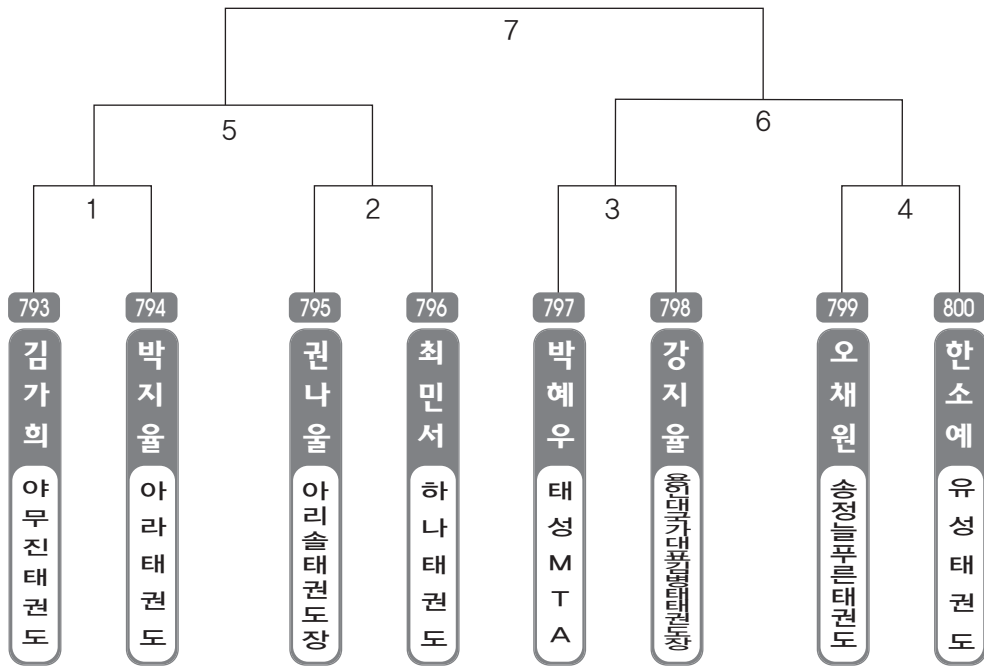 7
5
6
1
2
3
4
793
794
795
796
797
798
799
800
김가희
박지율
권나울
최민서
박혜우
강지율
오채원
한소예
야무진태권도
아라태권도
아리솔태권도장
하나태권도
태성MTA
용인대국가대표김병태태권도장
송정늘푸른태권도
유성태권도